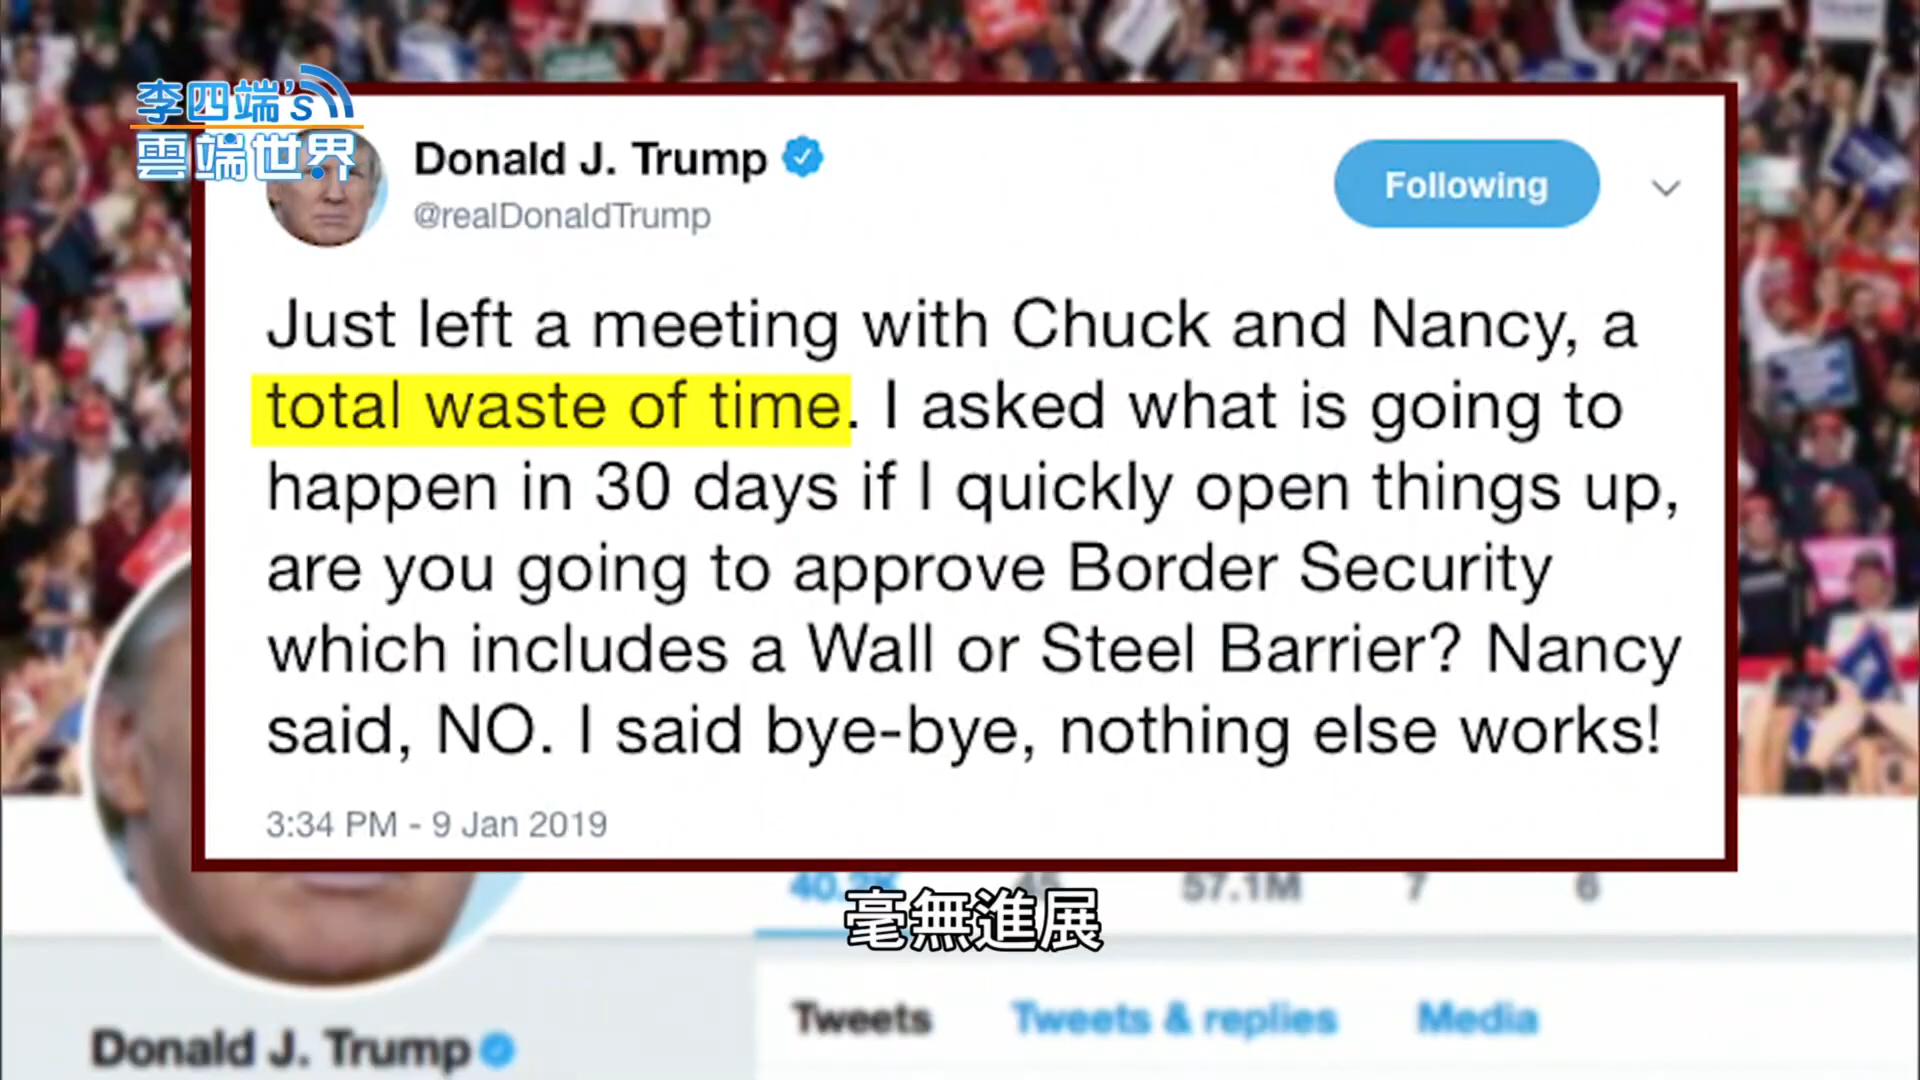 李四端's
雲端世界
Donald J. Trump
@realDonaldTrump
Following
Just left a meeting with Chuck and Nancy, a
total waste of time. I asked what is going to
happen in 30 days if I quickly open things up,
are you going to approve Border Security
which includes a Wall or Steel Barrier? Nancy
said, NO. I said bye-bye, nothing else works!
3:34 PM - 9 Jan 2019
57.1M 7 6
毫無進展
Tweets Tweets & replies Media
Donald J. Trump